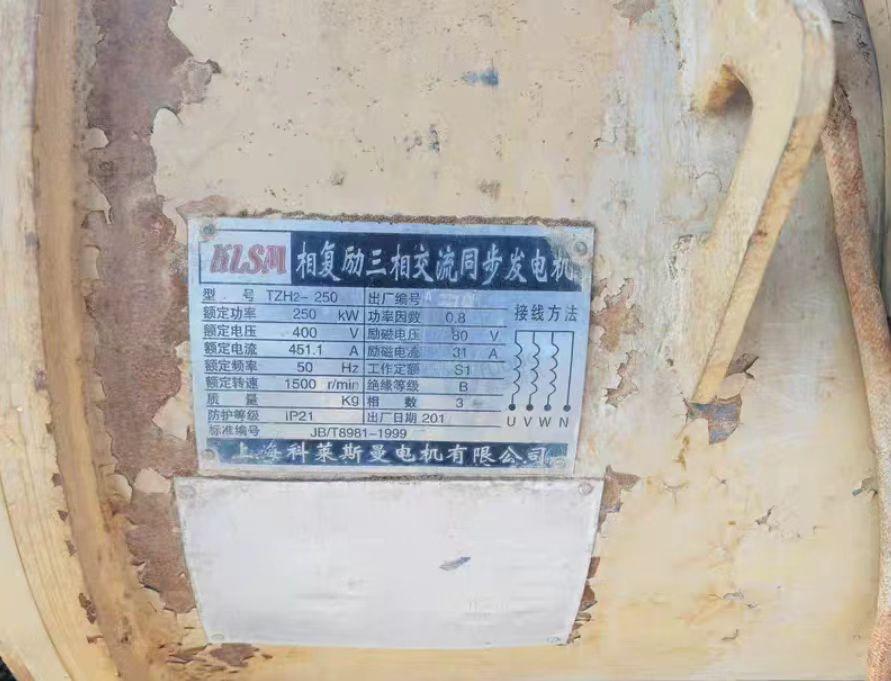 KLSM 相复励三相交流同步发电机
型 号 TZH2-250 出厂编号
额定功率 250 kW 功率因数 0.8 接线方法
额定电压 400 V 励磁电压 80 V
额定电流 451.1 A 励磁电流 31 A
额定频率 50 Hz 工作定额 S1
额定转速 1500 r/min 绝缘等级 B
质 量 Kg 相 数 3
防护等级 IP21 出厂日期 201 U V W N
标准编号 JB/T8981-1999
上海科莱斯曼电机有限公司